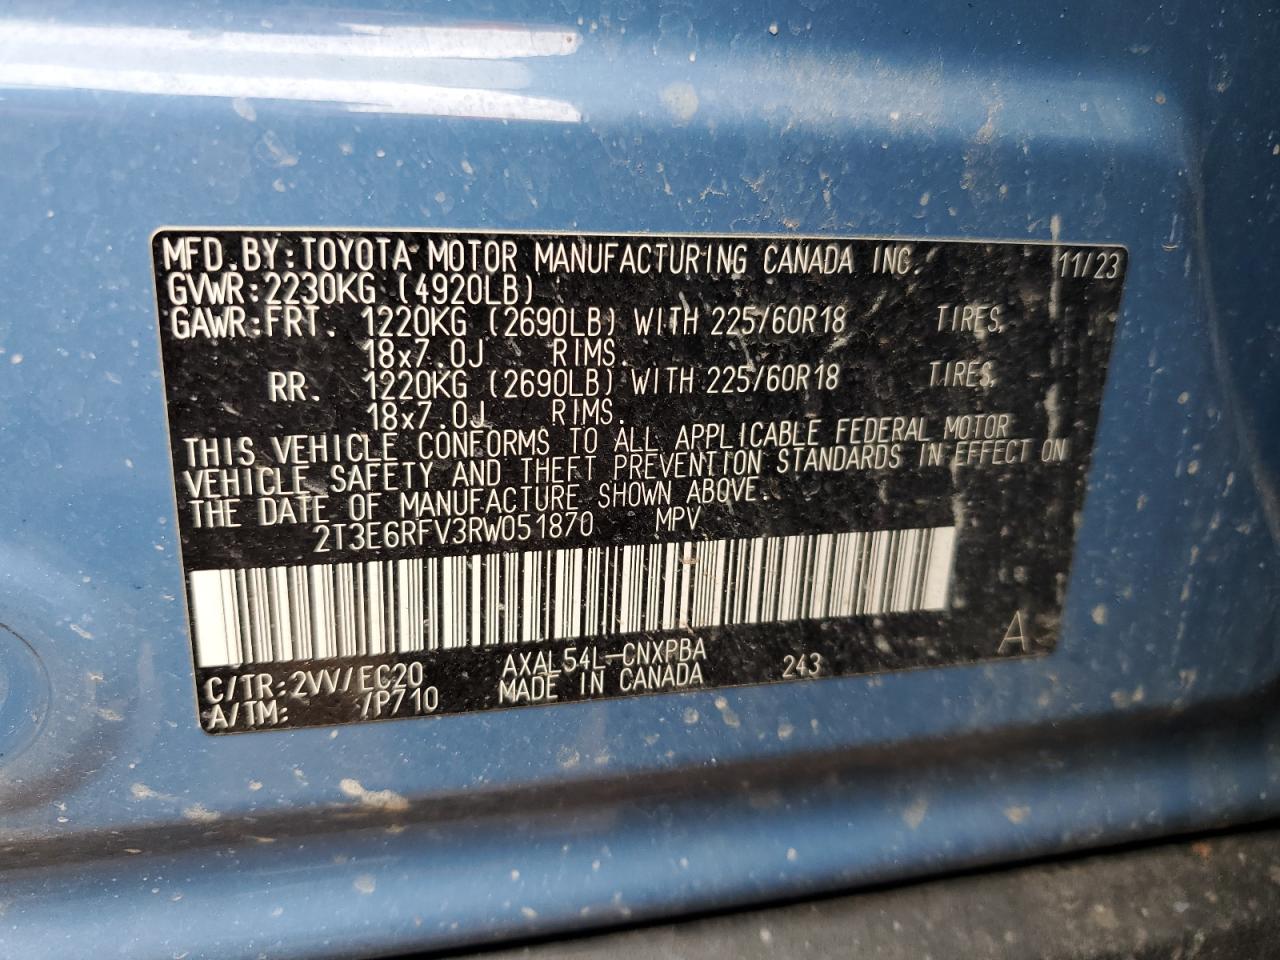 MFD.BY:TOYOTA MOTOR MANUFACTURING CANADA INC. 11/23
GVWR:2230KG (4920LB)
GAWR:FRT. 1220KG (2690LB) WITH 225/60R18 TIRES,
18x7.0J RIMS.
RR. 1220KG (2690LB) WITH 225/60R18 TIRES,
18x7.0J RIMS.
THIS VEHICLE CONFORMS TO ALL APPLICABLE FEDERAL MOTOR
VEHICLE SAFETY AND THEFT PREVENTION STANDARDS IN EFFECT ON
THE DATE OF MANUFACTURE SHOWN ABOVE.
2T3E6RFV3RW051870 MPV
A
C/TR:2VV/EC20 AXAL54L-CNXPBA 243
A/TM: /P710 MADE IN CANADA